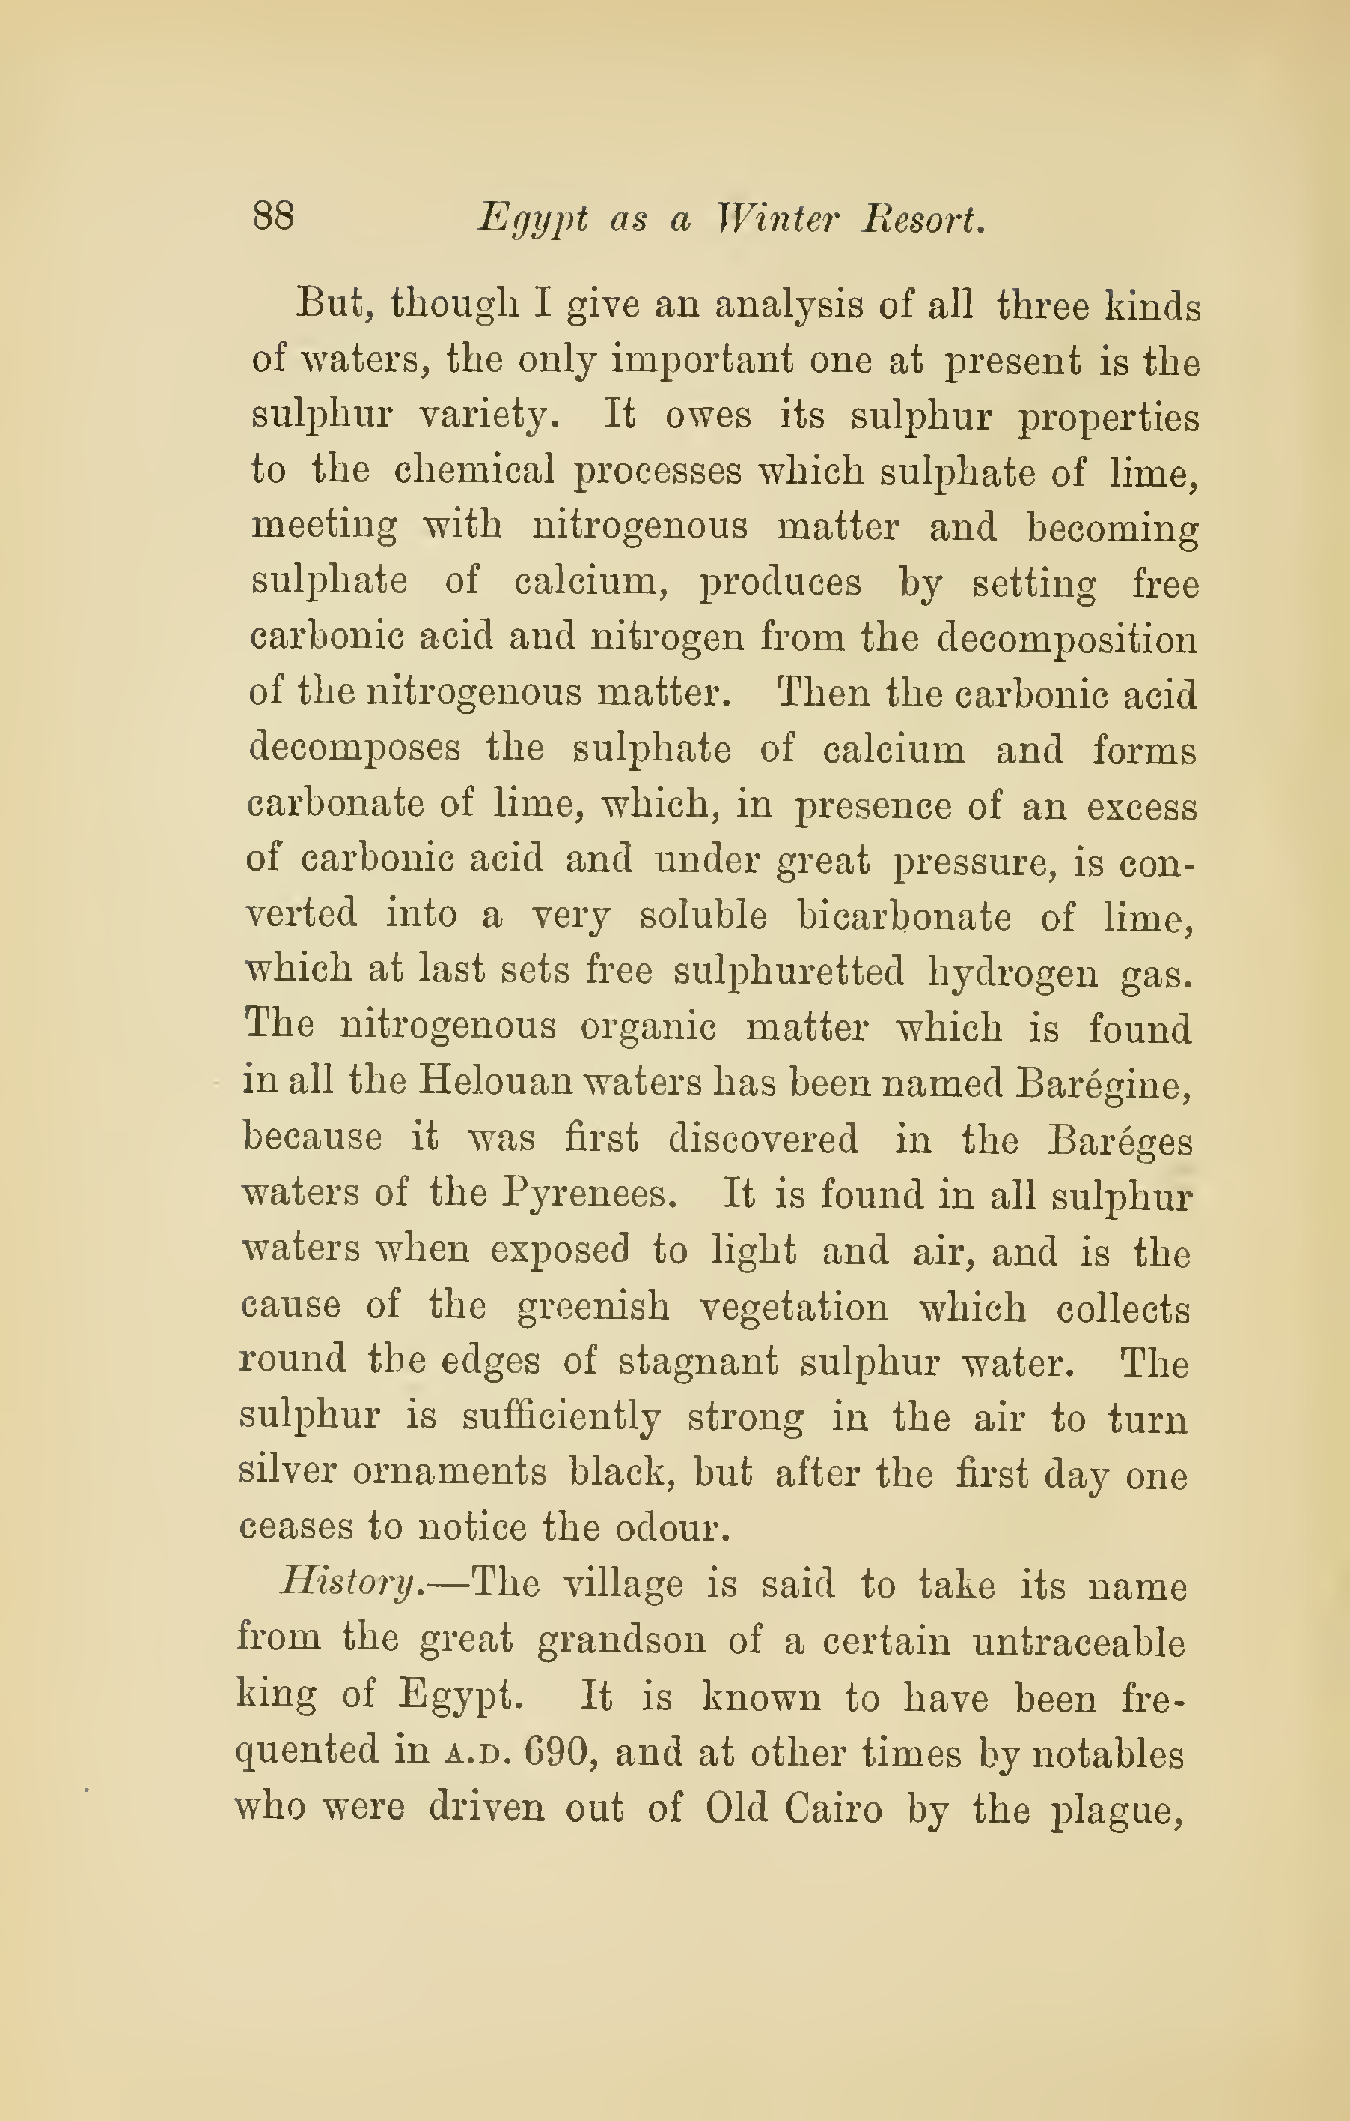 88 Egypt as a Winter Resort.
But, though I give an analysis of all three kinds
of waters, the only important one at present is the
sulphur variety. It owes its sulphur properties
to the chemical processes which sulphate of lime,
meeting with nitrogenous matter and becoming
sulphate of calcium, produces by setting free
carbonic acid and nitrogen from the decomposition
of the nitrogenous matter. Then the carbonic acid
decomposes the sulphate of calcium and forms
carbonate of lime, which, in presence of an excess
of carbonic acid and under great pressure, is con-
verted into a very soluble bicarbonate of lime,
which at last sets free sulphuretted hydrogen gas.
The nitrogenous organic matter which is found
in all the Helouan waters has been named Barégine,
because it was first discovered in the Baréges
waters of the Pyrenees. It is found in all sulphur
waters when exposed to light and air, and is the
cause of the greenish vegetation which collects
round the edges of stagnant sulphur water. The
sulphur is sufficiently strong in the air to turn
silver ornaments black, but after the first day one
ceases to notice the odour.
History.—The village is said to take its name
from the great grandson of a certain untraceable
king of Egypt. It is known to have been fre-
quented in A.D. 690, and at other times by notables
who were driven out of Old Cairo by the plague,